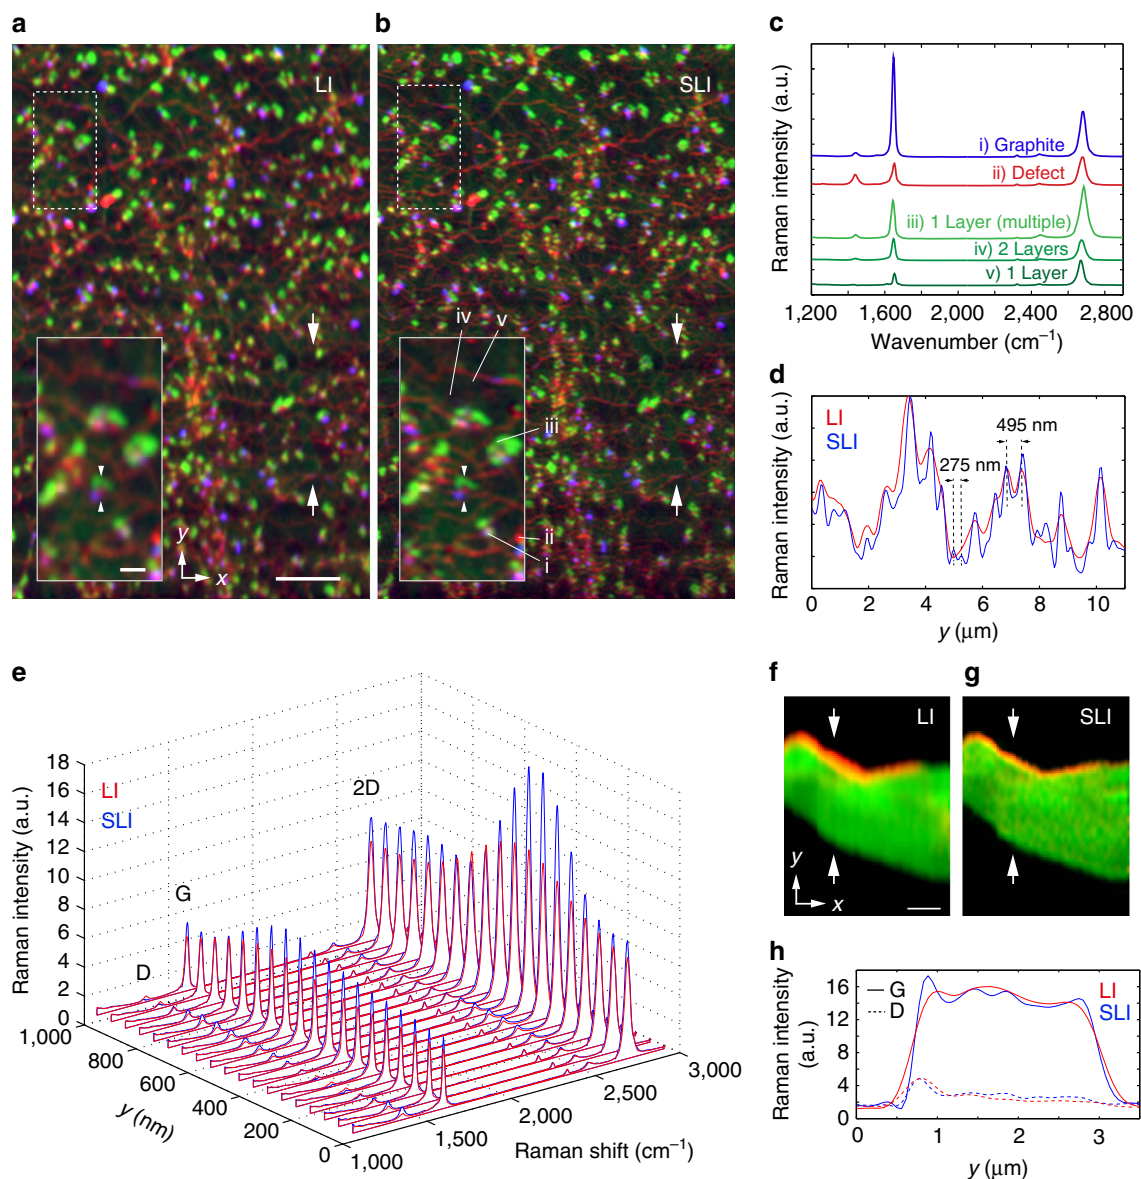 a
b
c
LI
SLI
iv
v
iii
ii
i
y
x
Raman intensity (a.u.)
i) Graphite
ii) Defect
iii) 1 Layer (multiple)
iv) 2 Layers
v) 1 Layer
1,200 1,600 2,000 2,400 2,800
Wavenumber (cm⁻¹)
d
Raman intensity (a.u.)
LI
SLI
495 nm
275 nm
0 2 4 6 8 10
y (μm)
e
Raman intensity (a.u.)
18
16
14
12
10
8
6
4
2
0
LI
SLI
2D
G
D
1,000
800
600
400
200
0
y (nm)
1,000
1,500
2,000
2,500
3,000
Raman shift (cm⁻¹)
f
g
LI
SLI
y
x
h
Raman intensity
(a.u.)
16
12
8
4
0
G
D
LI
SLI
0 1 2 3
y (μm)